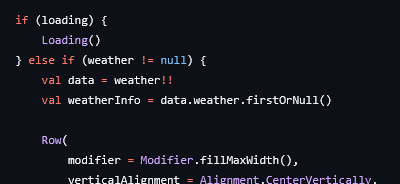 if (loading) {
    Loading()
} else if (weather != null) {
    val data = weather!!
    val weatherInfo = data.weather.firstOrNull()

    Row(
        modifier = Modifier.fillMaxWidth(),
        verticalAlignment = Alignment.CenterVertically,